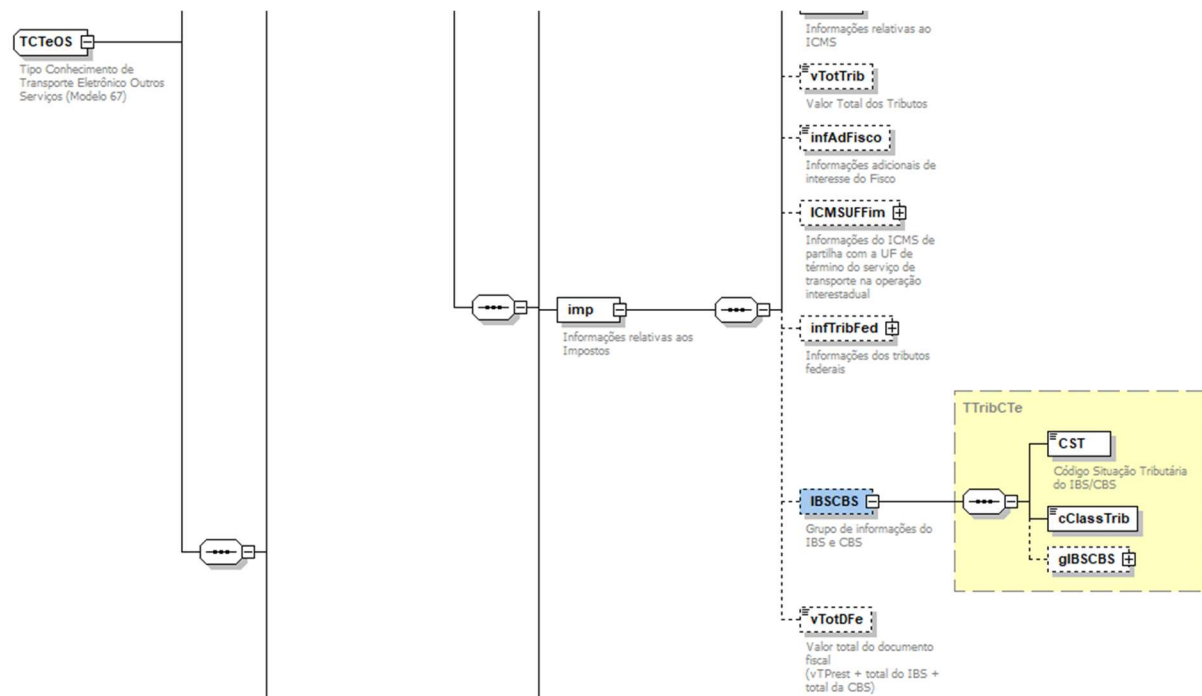 TCTeOS
Tipo Conhecimento de
Transporte Eletrônico Outros
Serviços (Modelo 67)
imp
Informações relativas aos
Impostos
Informações relativas ao
ICMS
vTotTrib
Valor Total dos Tributos
infAdFisco
Informações adicionais de
interesse do Fisco
ICMSUFFim
Informações do ICMS de
partilha com a UF de
término do serviço de
transporte na operação
interestadual
infTribFed
Informações dos tributos
federais
IBSCBS
Grupo de informações do
IBS e CBS
TTribCTe
CST
Código Situação Tributária
do IBS/CBS
cClassTrib
gIBSCBS
vTotDFe
Valor total do documento
fiscal
(vTPrest + total do IBS +
total da CBS)